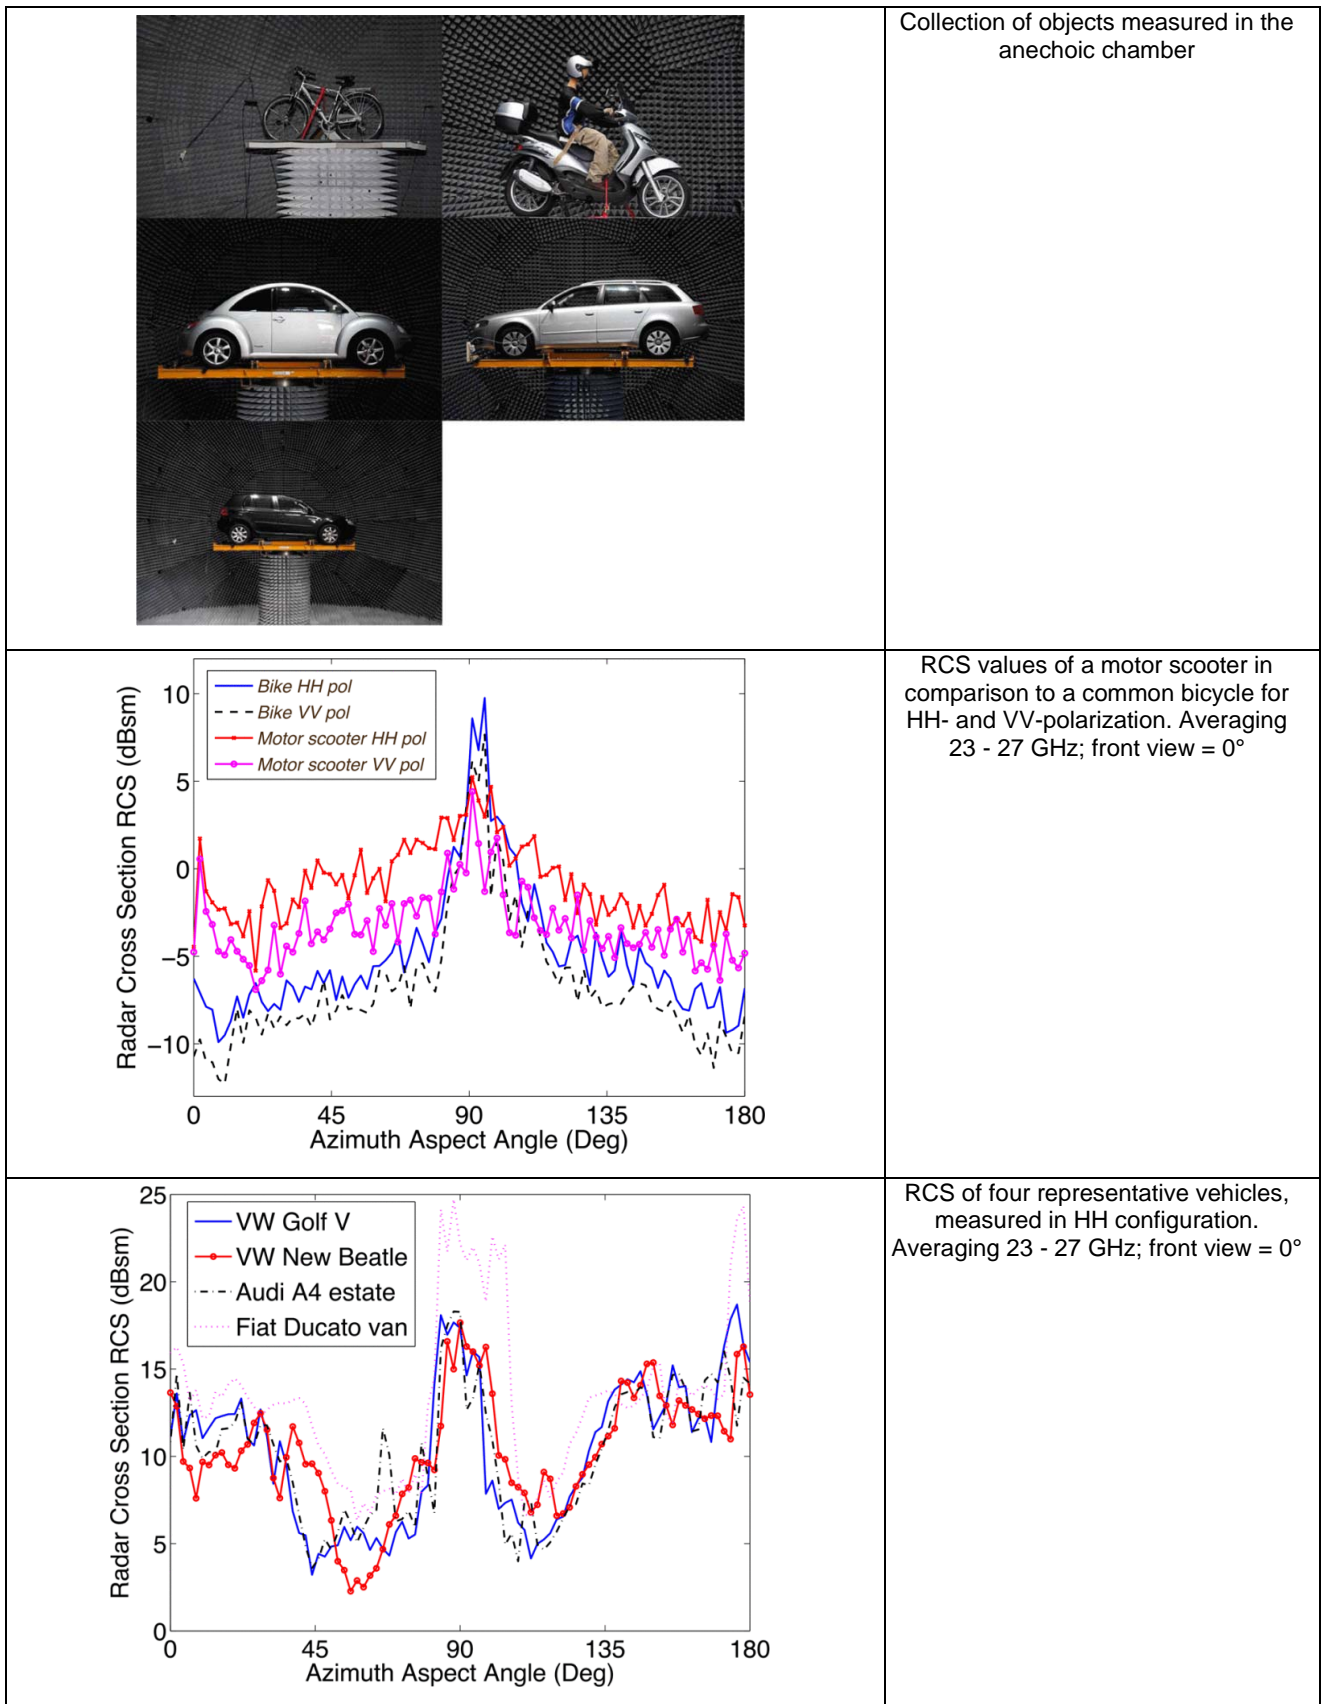 Collection of objects measured in the
anechoic chamber
Radar Cross Section RCS (dBsm)
10
5
0
−5
−10
Bike HH pol
Bike VV pol
Motor scooter HH pol
Motor scooter VV pol
0
45
90
135
180
Azimuth Aspect Angle (Deg)
RCS values of a motor scooter in
comparison to a common bicycle for
HH- and VV-polarization. Averaging
23 - 27 GHz; front view = 0°
Radar Cross Section RCS (dBsm)
25
20
15
10
5
0
VW Golf V
VW New Beatle
Audi A4 estate
Fiat Ducato van
0
45
90
135
180
Azimuth Aspect Angle (Deg)
RCS of four representative vehicles,
measured in HH configuration.
Averaging 23 - 27 GHz; front view = 0°